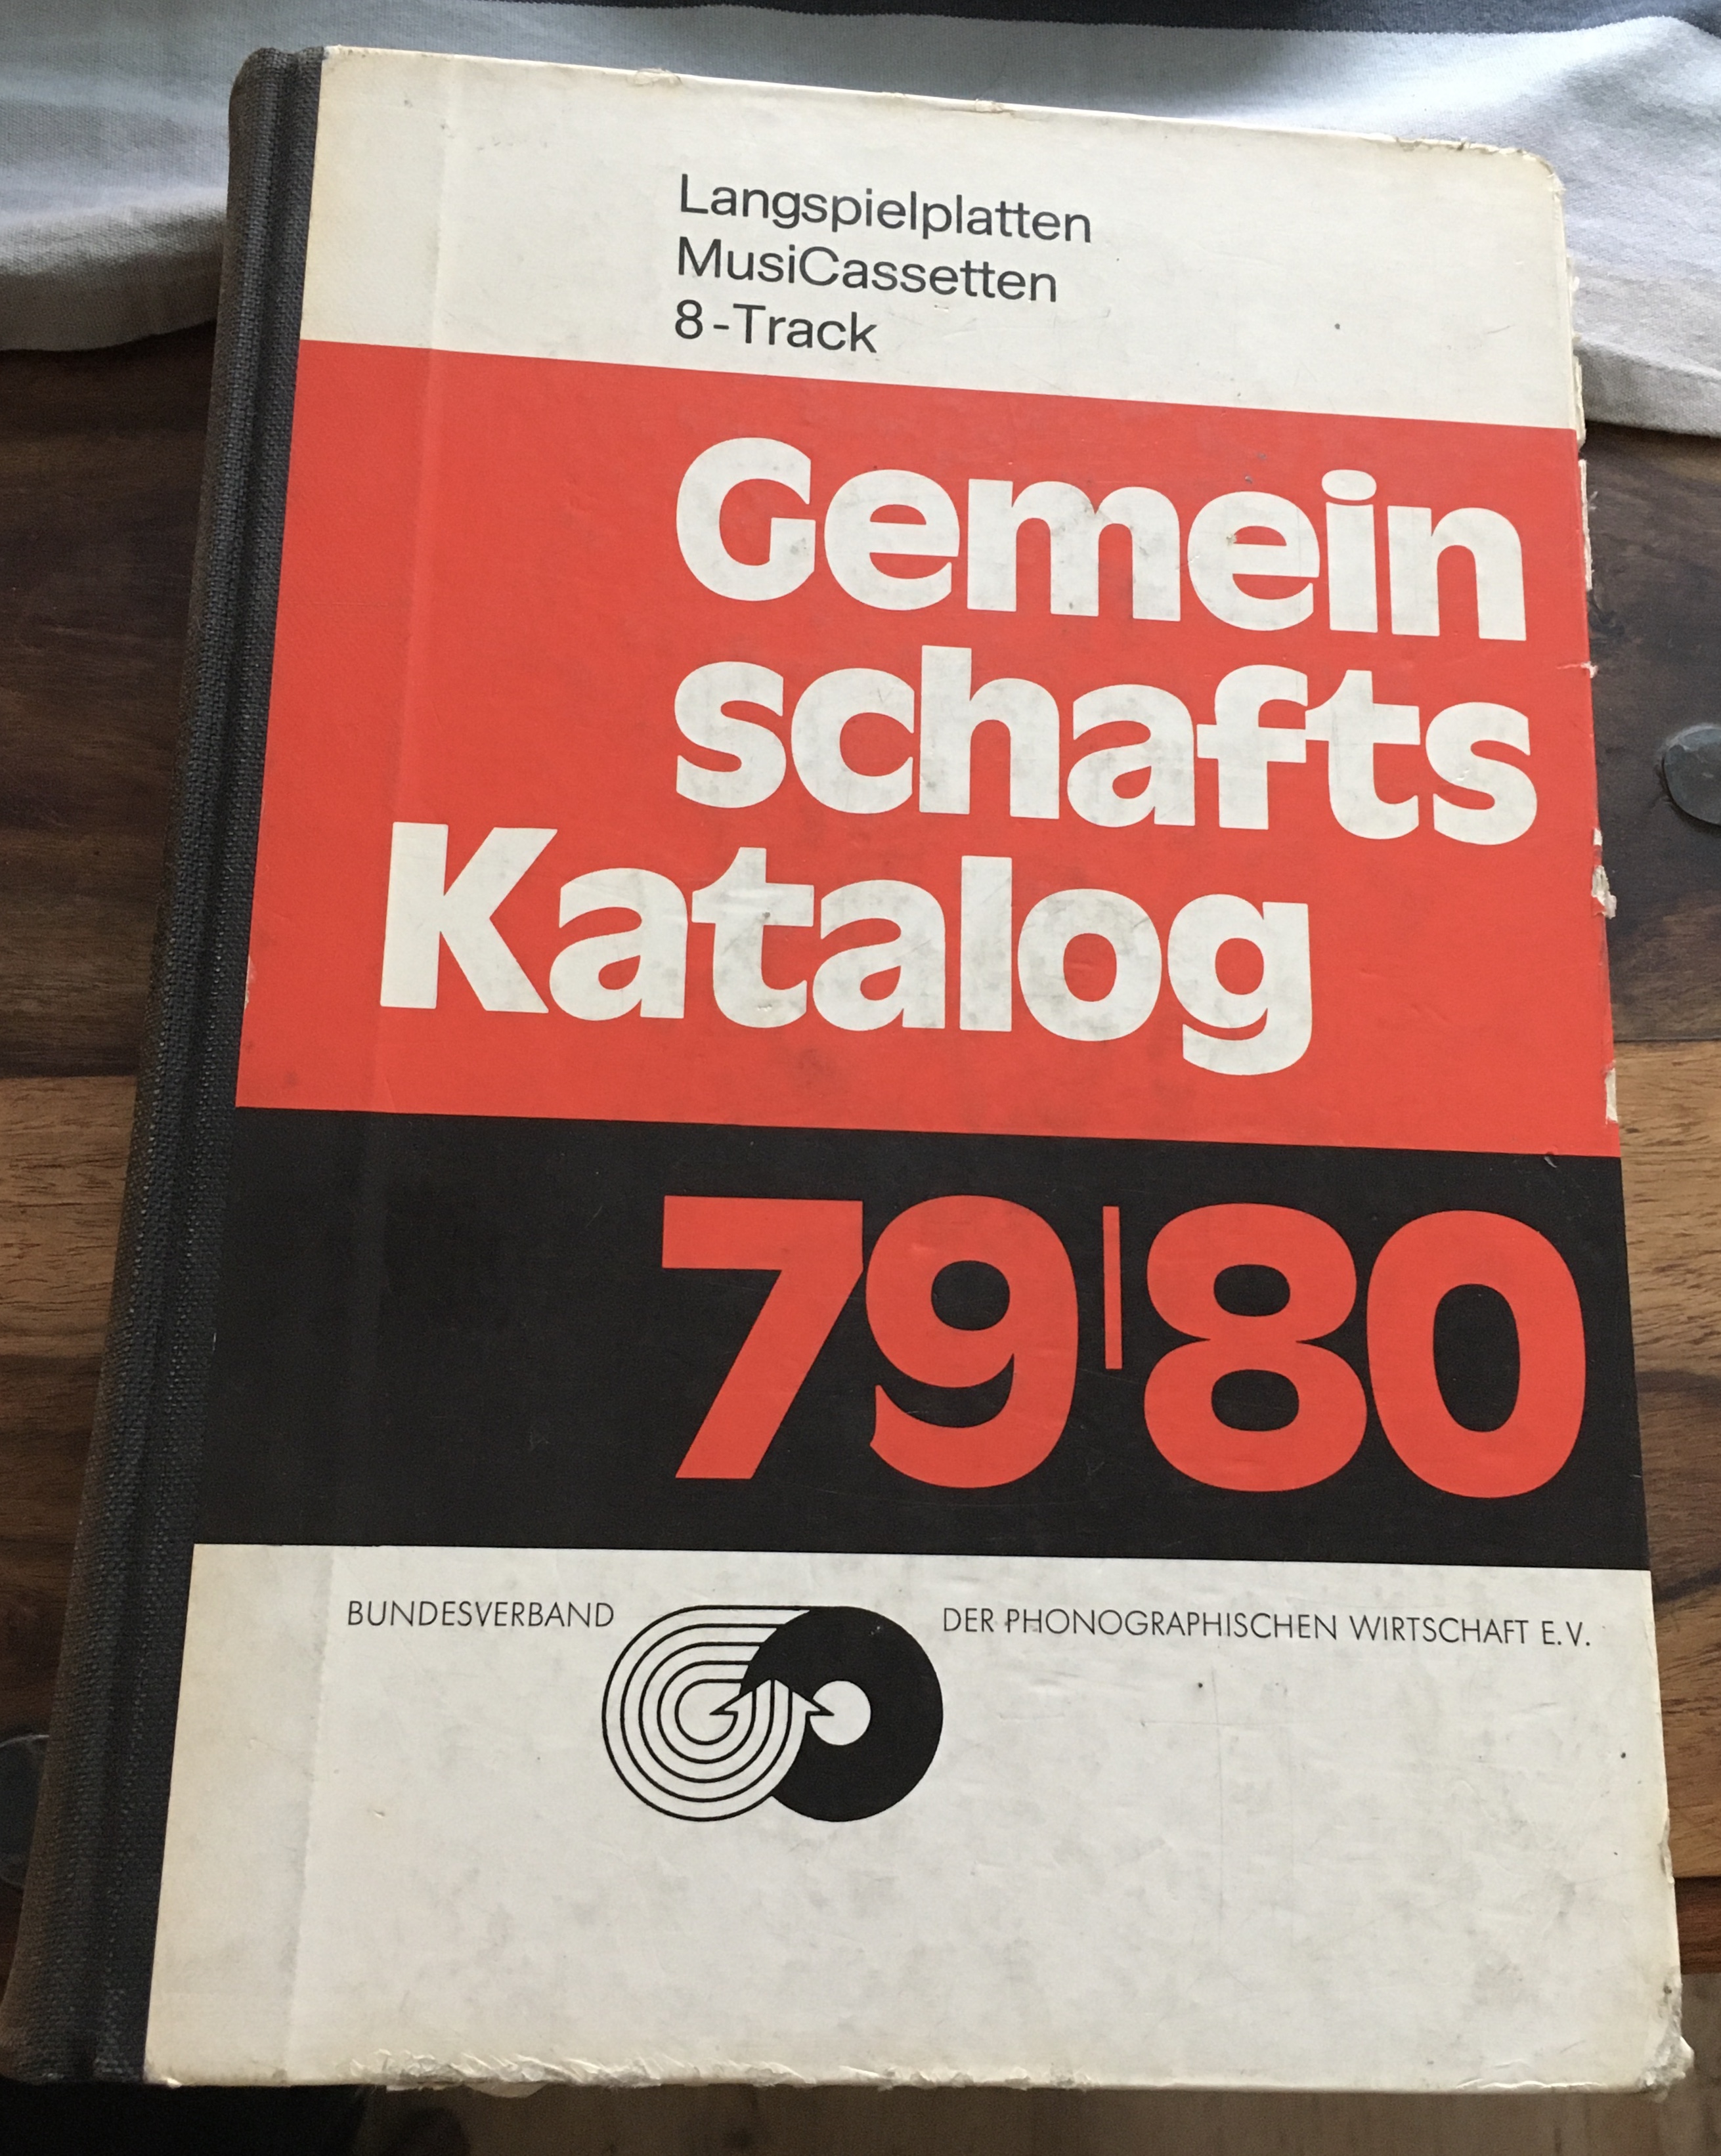 Langspielplatten
MusiCassetten
8-Track
Gemein
schafts
Katalog
79|80
BUNDESVERBAND DER PHONOGRAPHISCHEN WIRTSCHAFT E.V.